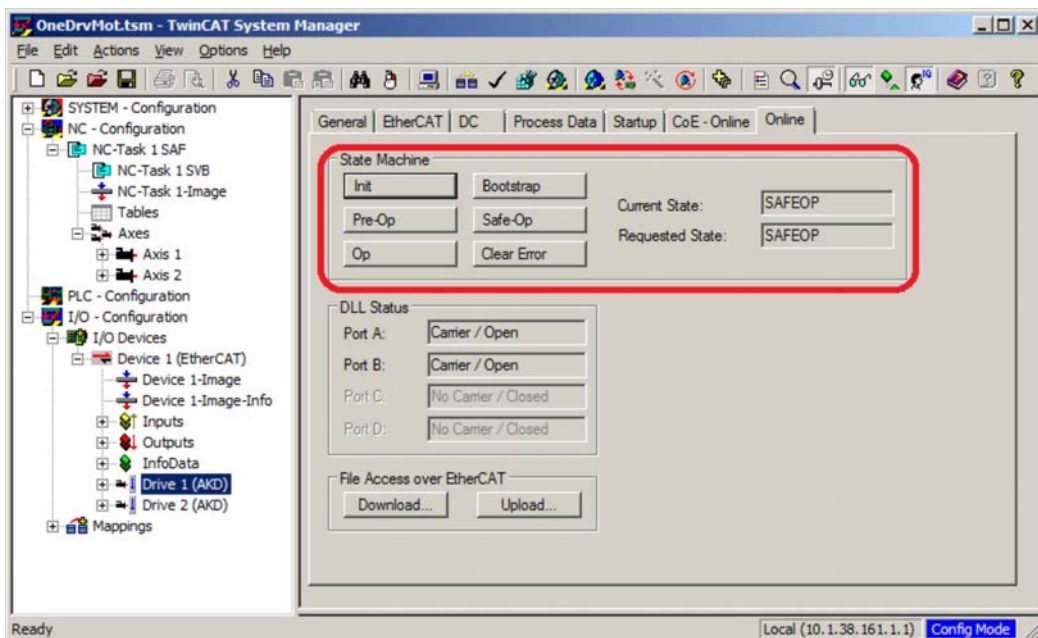 OneDrvMot.tsm - TwinCAT System Manager
File Edit Actions View Options Help
SYSTEM - Configuration
NC - Configuration
NC-Task 1 SAF
NC-Task 1 SVB
NC-Task 1-Image
Tables
Axes
Axis 1
Axis 2
PLC - Configuration
I/O - Configuration
I/O Devices
Device 1 (EtherCAT)
Device 1-Image
Device 1-Image-Info
Inputs
Outputs
InfoData
Drive 1 (AKD)
Drive 2 (AKD)
Mappings
General EtherCAT DC Process Data Startup CoE - Online Online
State Machine
Init Bootstrap
Pre-Op Safe-Op
Op Clear Error
Current State: SAFEOP
Requested State: SAFEOP
DLL Status
Port A: Carrier / Open
Port B: Carrier / Open
Port C: No Carrier / Closed
Port D: No Carrier / Closed
File Access over EtherCAT
Download... Upload...
Ready Local (10.1.38.161.1.1) Config Mode